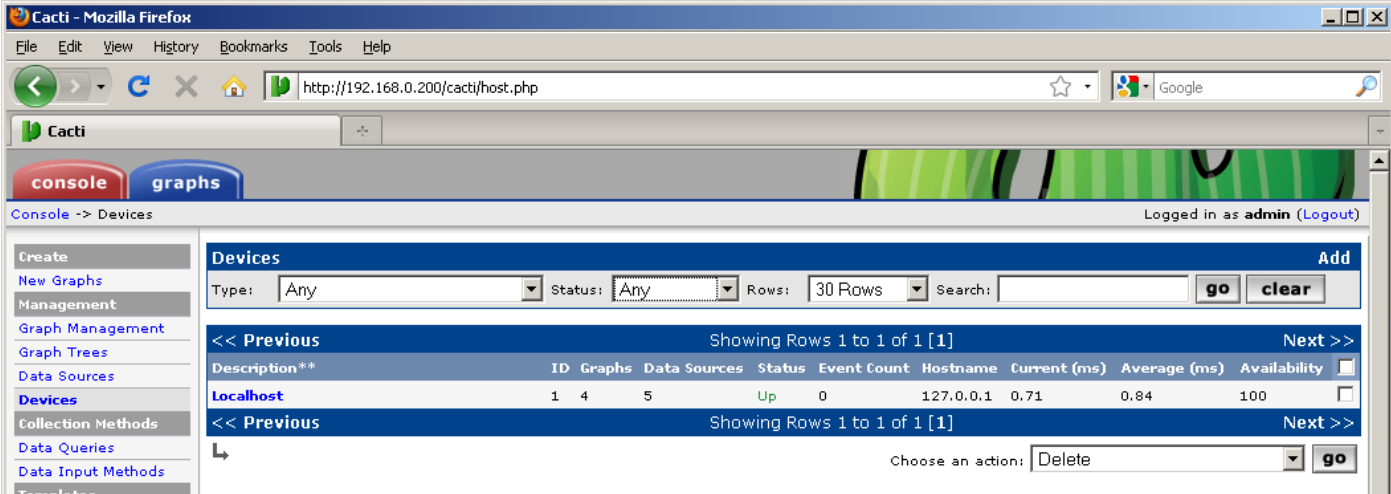 Cacti - Mozilla Firefox
File Edit View History Bookmarks Tools Help
http://192.168.0.200/cacti/host.php Google
Cacti
console graphs
Console -> Devices Logged in as admin (Logout)
Create
New Graphs
Management
Graph Management
Graph Trees
Data Sources
Devices
Collection Methods
Data Queries
Data Input Methods
Templates
Devices Add
Type: Any Status: Any Rows: 30 Rows Search: go clear
<< Previous Showing Rows 1 to 1 of 1 [1] Next >>
Description** ID Graphs Data Sources Status Event Count Hostname Current (ms) Average (ms) Availability
Localhost 1 4 5 Up 0 127.0.0.1 0.71 0.84 100
<< Previous Showing Rows 1 to 1 of 1 [1] Next >>
Choose an action: Delete go